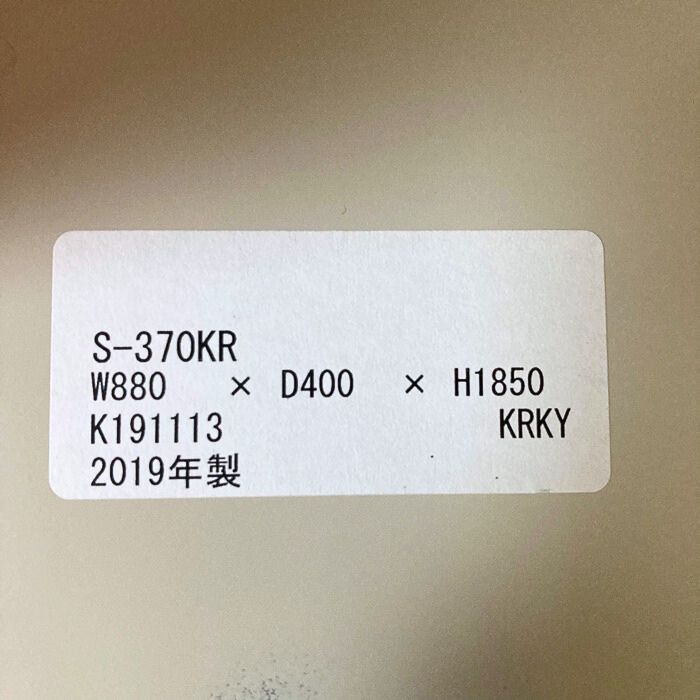 S-370KR
W880 × D400 × H1850
K191113 KRKY
2019年製